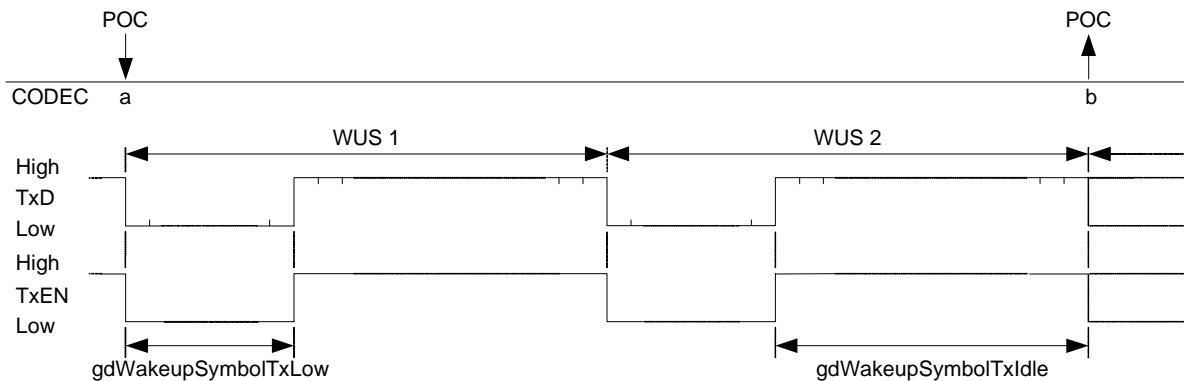 POC POC
CODEC a b
WUS 1 WUS 2
High
TxD
Low
High
TxEN
Low
gdWakeupSymbolTxLow gdWakeupSymbolTxIdle